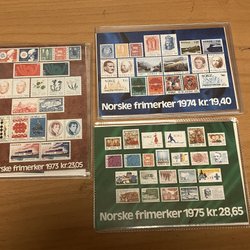 Norske frimerker 1973 kr.23,05
Norske frimerker 1974 kr.19,40
Norske frimerker 1975 kr.28,65